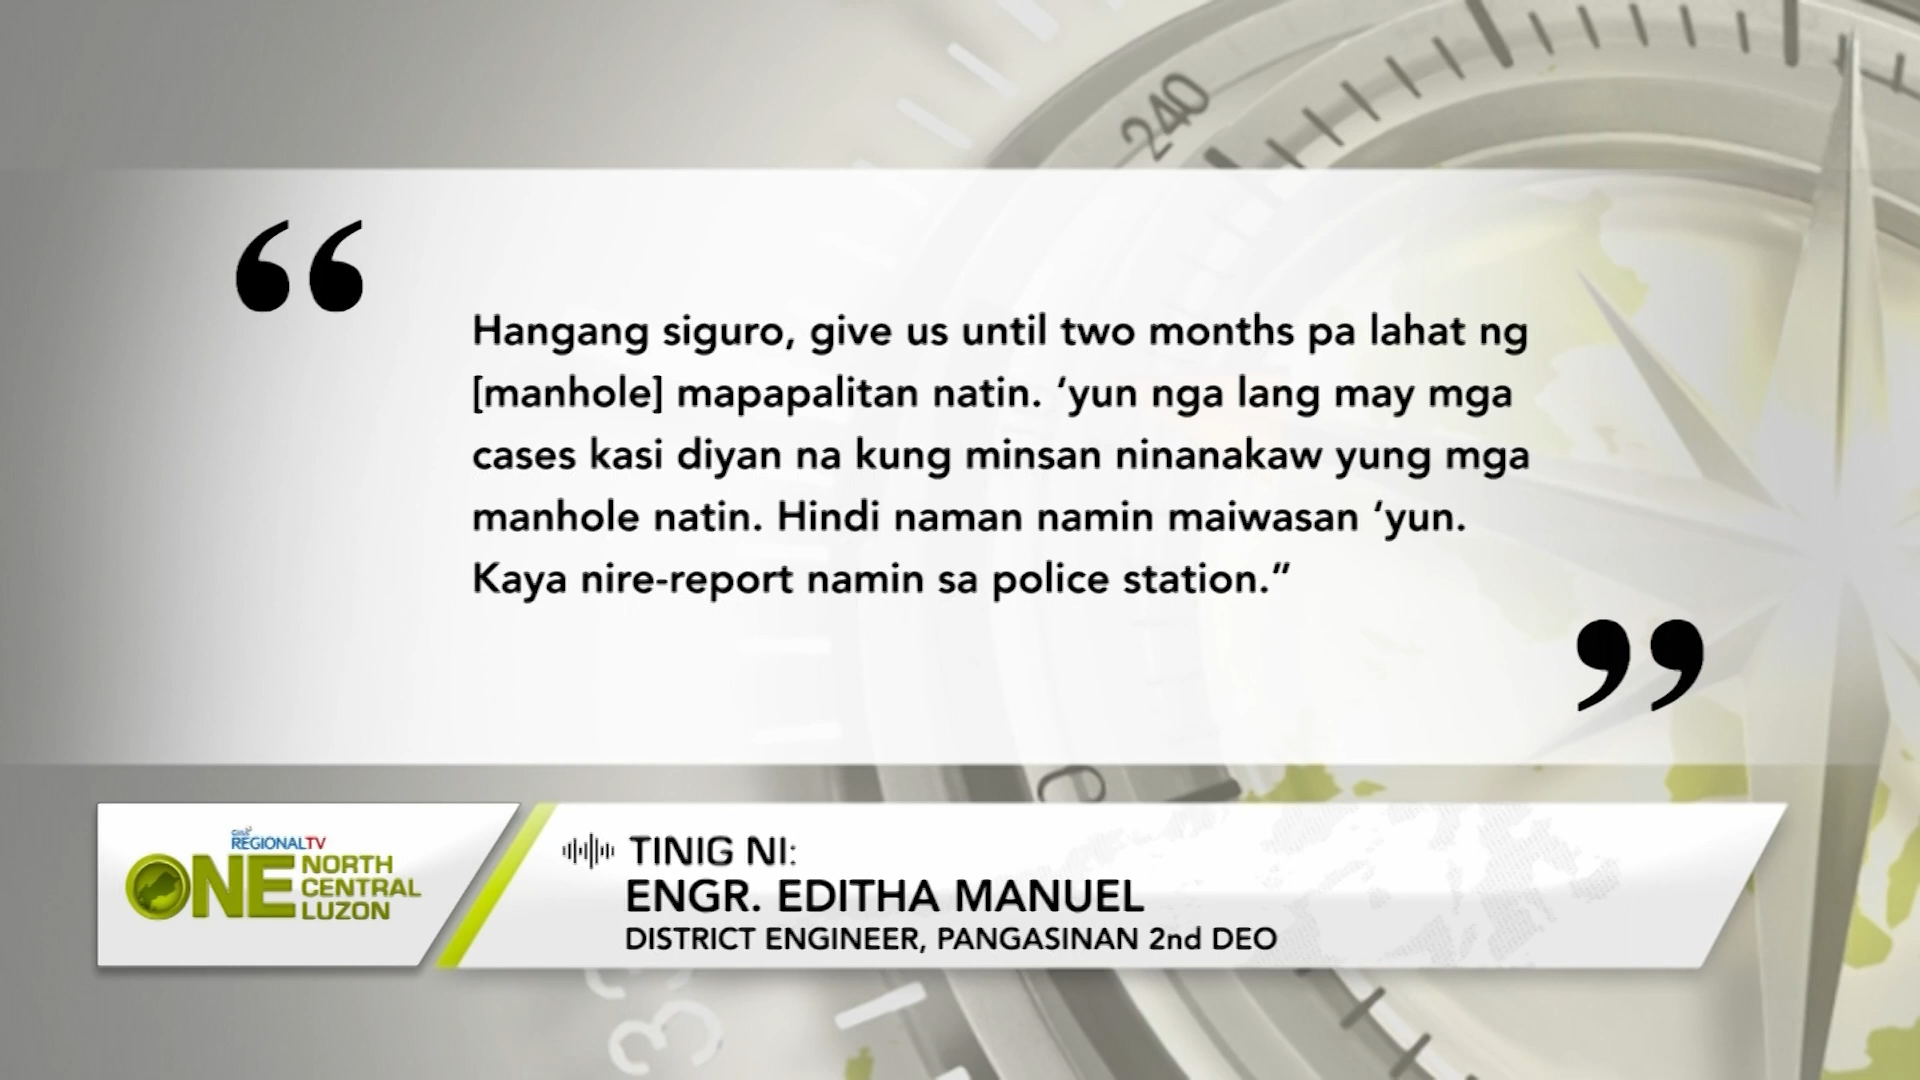 240
“
Hangang siguro, give us until two months pa lahat ng
[manhole] mapapalitan natin. ‘yun nga lang may mga
cases kasi diyan na kung minsan ninanakaw yung mga
manhole natin. Hindi naman namin maiwasan ‘yun.
Kaya nire-report namin sa police station.”
”
GMA REGIONALTV
ONE NORTH
CENTRAL
LUZON
TINIG NI:
ENGR. EDITHA MANUEL
DISTRICT ENGINEER, PANGASINAN 2nd DEO